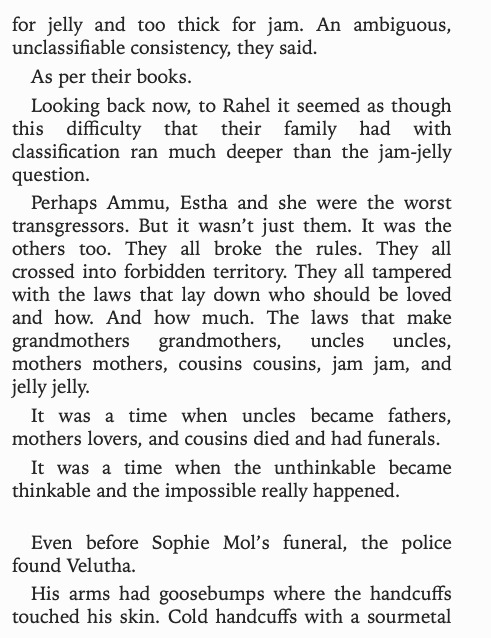 for jelly and too thick for jam. An ambiguous,
unclassifiable consistency, they said.
As per their books.
Looking back now, to Rahel it seemed as though
this difficulty that their family had with
classification ran much deeper than the jam-jelly
question.
Perhaps Ammu, Estha and she were the worst
transgressors. But it wasn’t just them. It was the
others too. They all broke the rules. They all
crossed into forbidden territory. They all tampered
with the laws that lay down who should be loved
and how. And how much. The laws that make
grandmothers grandmothers, uncles uncles,
mothers mothers, cousins cousins, jam jam, and
jelly jelly.
It was a time when uncles became fathers,
mothers lovers, and cousins died and had funerals.
It was a time when the unthinkable became
thinkable and the impossible really happened.
Even before Sophie Mol’s funeral, the police
found Velutha.
His arms had goosebumps where the handcuffs
touched his skin. Cold handcuffs with a sourmetal